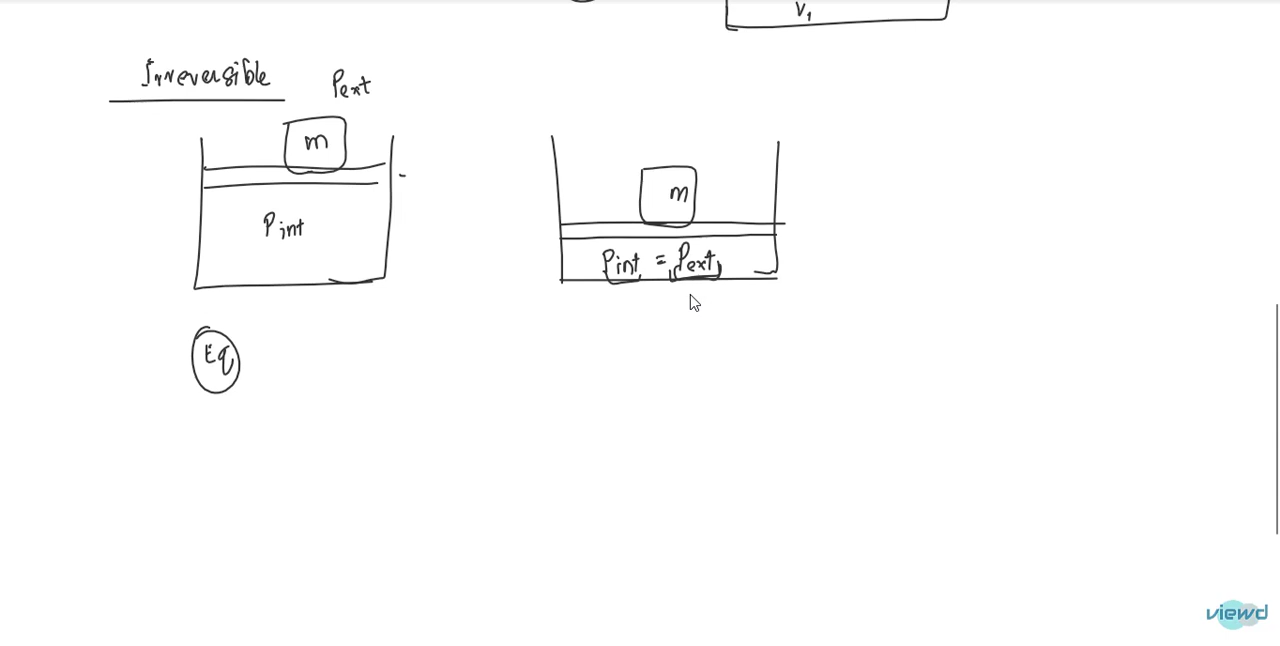 V₁
Irreversible
Pext
m
Pint
m
Pint = Pext
Eq
viewd